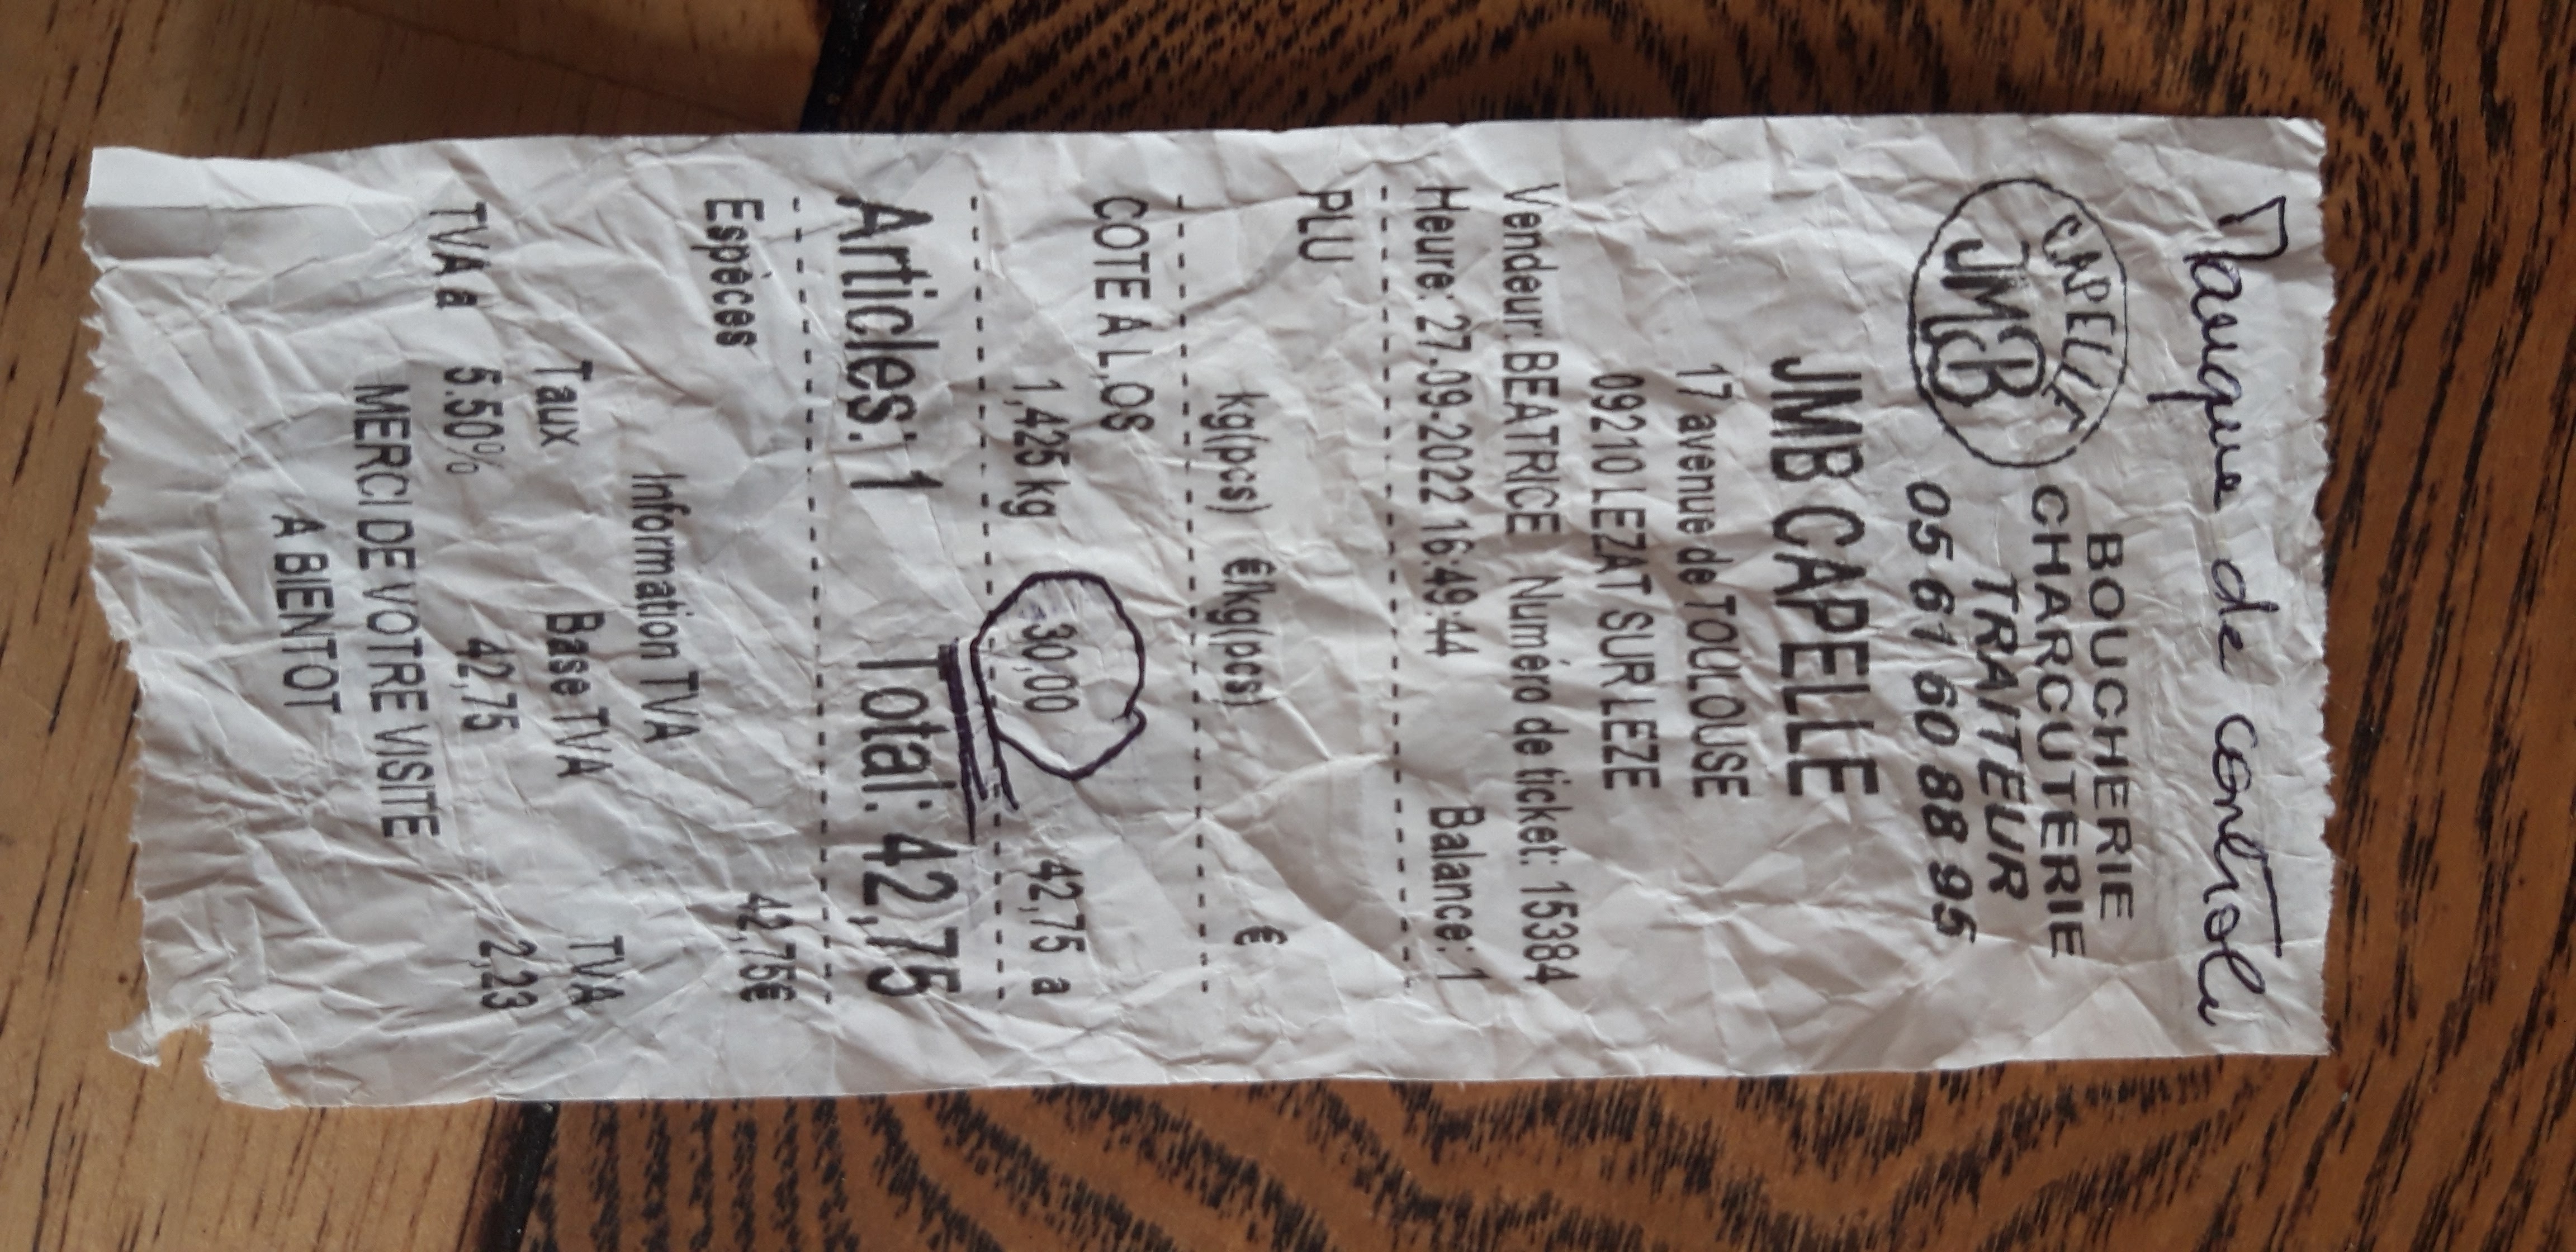 Manque de contrôle
BOUCHERIE
CHARCUTERIE
TRAITEUR
CAPELLE
JMB
05 61 60 88 95
JMB CAPELLE
17 avenue de TOULOUSE
09210 LEZAT SUR LEZE
Vendeur: BEATRICE Numéro de ticket: 15384
Heure: 27-09-2022 16:49:44 Balance: 1
PLU
kg(pcs) €/kg(pcs) €
COTE A L,OS
1,425 kg 30,00 42,75 a
Articles: 1 Total: 42,75
Espèces 42,75€
Information TVA
Taux Base TVA TVA
TVA a 5.50% 42,75 2,23
MERCI DE VOTRE VISITE
A BIENTOT